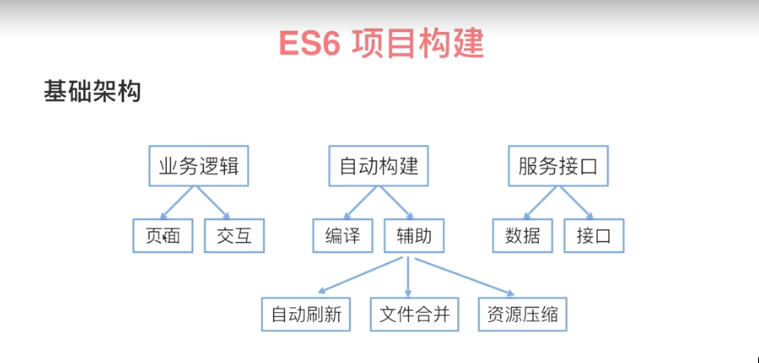 ES6 项目构建
基础架构
业务逻辑 自动构建 服务接口
页面 交互 编译 辅助 数据 接口
自动刷新 文件合并 资源压缩